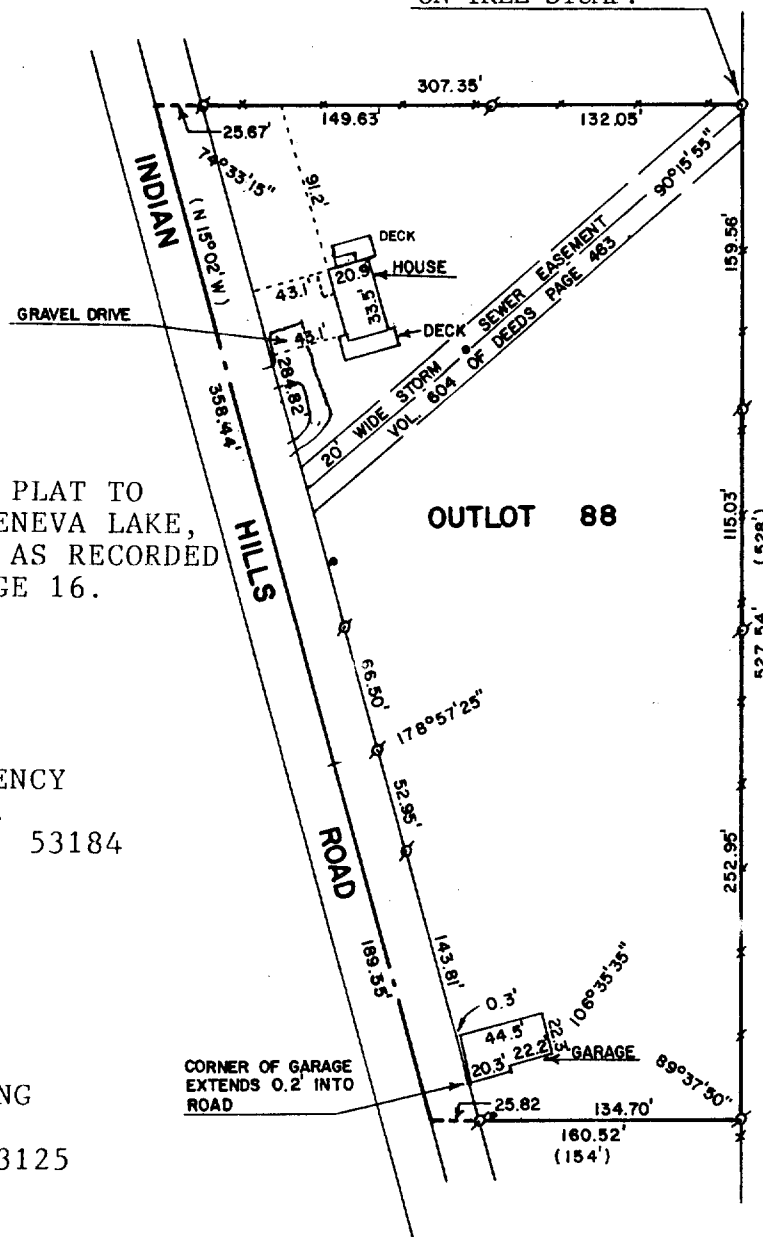 307.35'
149.63'
132.05'
25.67'
74°33'15"
90°15'55"
INDIAN
(N 15°02' W)
91.2'
DECK
HOUSE
20.9'
43.1'
33.5'
159.56'
GRAVEL DRIVE
43.1'
DECK
284.82'
20' WIDE STORM SEWER EASEMENT
VOL. 604 OF DEEDS PAGE 463
358.44'
PLAT TO
ENEVA LAKE,
AS RECORDED
GE 16.
HILLS
OUTLOT 88
115.03'
(528')
527.54'
66.50'
178°57'25"
ENCY
53184
52.95'
ROAD
252.95'
189.35'
143.81'
0.3'
106°35'35"
44.5'
20.3'
22.2'
GARAGE
89°37'50"
CORNER OF GARAGE
EXTENDS 0.2' INTO
ROAD
NG
3125
25.82
134.70'
160.52'
(154')